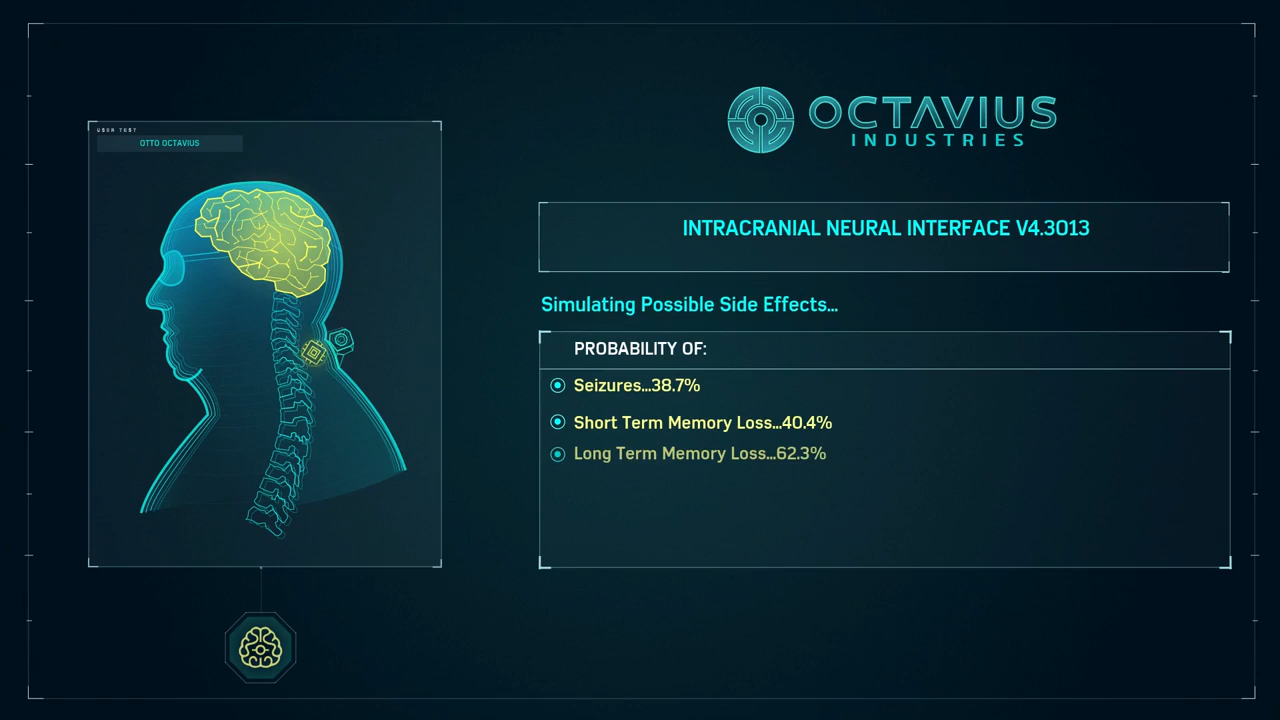 USER TEST
OTTO OCTAVIUS
OCTAVIUS
INDUSTRIES
INTRACRANIAL NEURAL INTERFACE V4.3013
Simulating Possible Side Effects...
PROBABILITY OF:
Seizures...38.7%
Short Term Memory Loss...40.4%
Long Term Memory Loss...62.3%